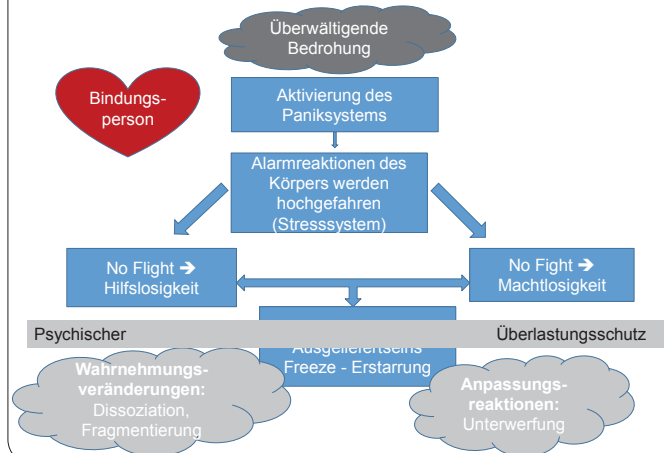 Überwältigende
Bedrohung
Bindungs-
person
Aktivierung des
Paniksystems
Alarmreaktionen des
Körpers werden
hochgefahren
(Stresssystem)
No Flight ➔
Hilfslosigkeit
No Fight ➔
Machtlosigkeit
Psychischer
Überlastungsschutz
Ausgeliefertseins
Freeze - Erstarrung
Wahrnehmungs-
veränderungen:
Dissoziation,
Fragmentierung
Anpassungs-
reaktionen:
Unterwerfung